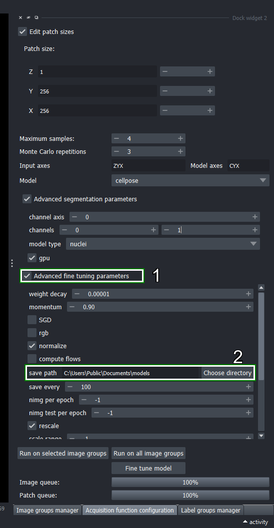 Dock widget 2
Edit patch sizes
Patch size:
Z 1 − +
Y 256 − +
X 256 − +
Maximum samples: − 4 +
Monte Carlo repetitions − 3 +
Input axes ZYX Model axes CYX
Model cellpose
Advanced segmentation parameters
channel axis − 0 +
channels − 0 + − 1 +
model type nuclei
gpu
Advanced fine tuning parameters 1
weight decay − 0.00001 +
momentum − 0.90 +
SGD
rgb
normalize
compute flows
2
save path C:\Users\Public\Documents\models Choose directory
save every − 100 +
nimg per epoch − -1 +
nimg test per epoch − -1 +
rescale
scale range
Run on selected image groups Run on all image groups
Fine tune model
Image queue: 100%
Patch queue: 100%
Image groups manager Acquisition function configuration Label groups manager
activity